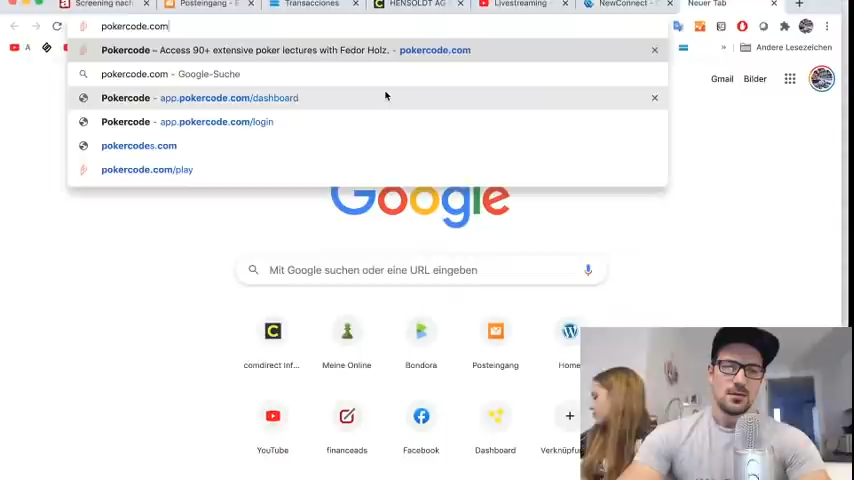 Screening nach
Posteingang - E
Transacciones
HENSOLDT AG
Livestreaming
NewConnect -
Neuer Tab
pokercode.com
Pokercode – Access 90+ extensive poker lectures with Fedor Holz. - pokercode.com
pokercode.com - Google-Suche
Pokercode - app.pokercode.com/dashboard
Pokercode - app.pokercode.com/login
pokercodes.com
pokercode.com/play
Andere Lesezeichen
Gmail Bilder
Google
Mit Google suchen oder eine URL eingeben
comdirect Inf... Meine Online Bondora Posteingang Home
YouTube financeads Facebook Dashboard Verknüpf